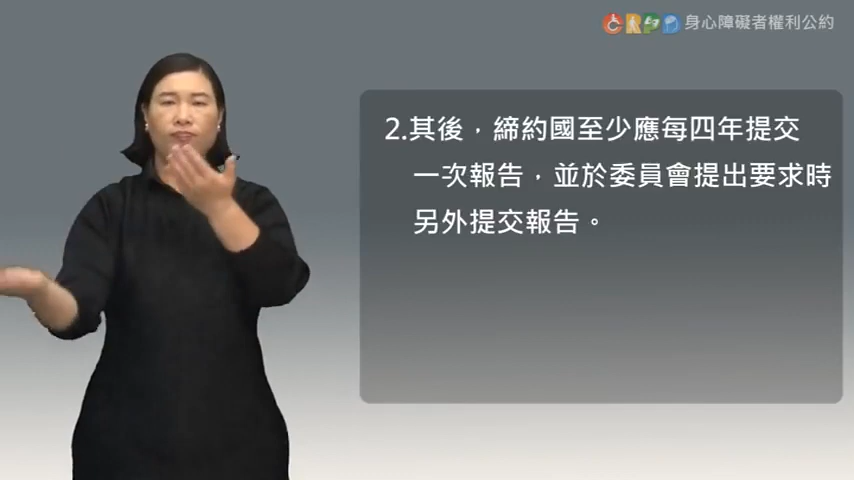 CRPD 身心障礙者權利公約
2.其後，締約國至少應每四年提交
一次報告，並於委員會提出要求時
另外提交報告。